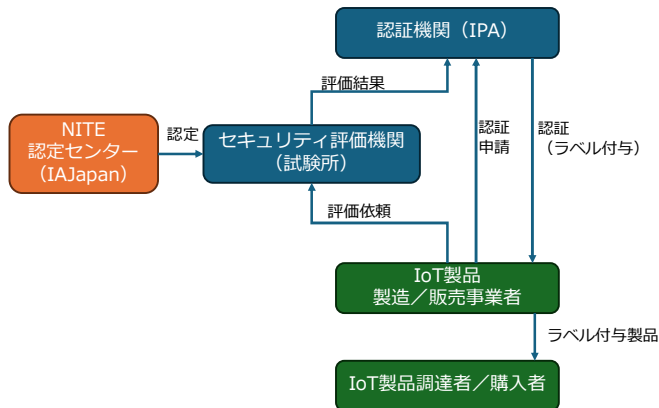 認証機関（IPA）
評価結果
NITE
認定センター
（IAJapan）
認定
セキュリティ評価機関
（試験所）
認証
申請
認証
（ラベル付与）
評価依頼
IoT製品
製造／販売事業者
ラベル付与製品
IoT製品調達者／購入者